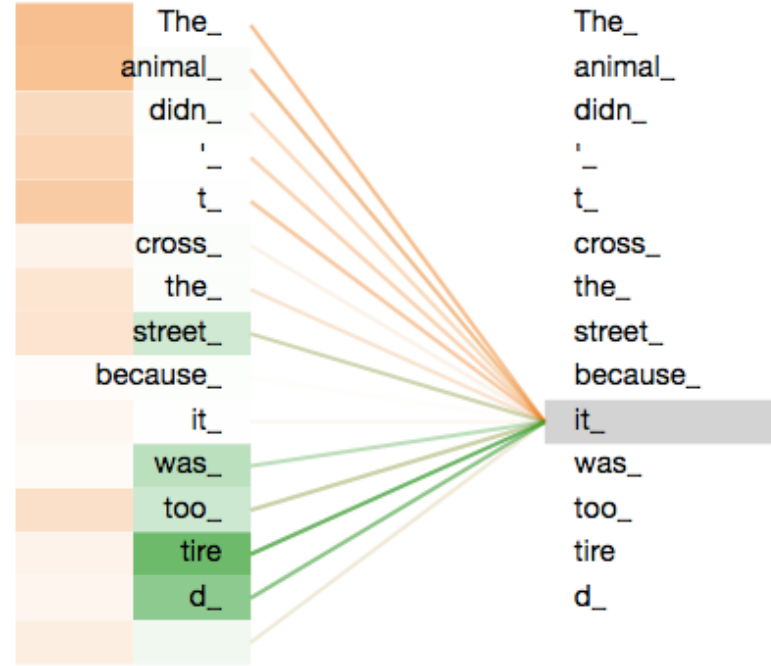 The_ The_
animal_ animal_
didn_ didn_
'_ '_
t_ t_
cross_ cross_
the_ the_
street_ street_
because_ because_
it_ it_
was_ was_
too_ too_
tire tire
d_ d_